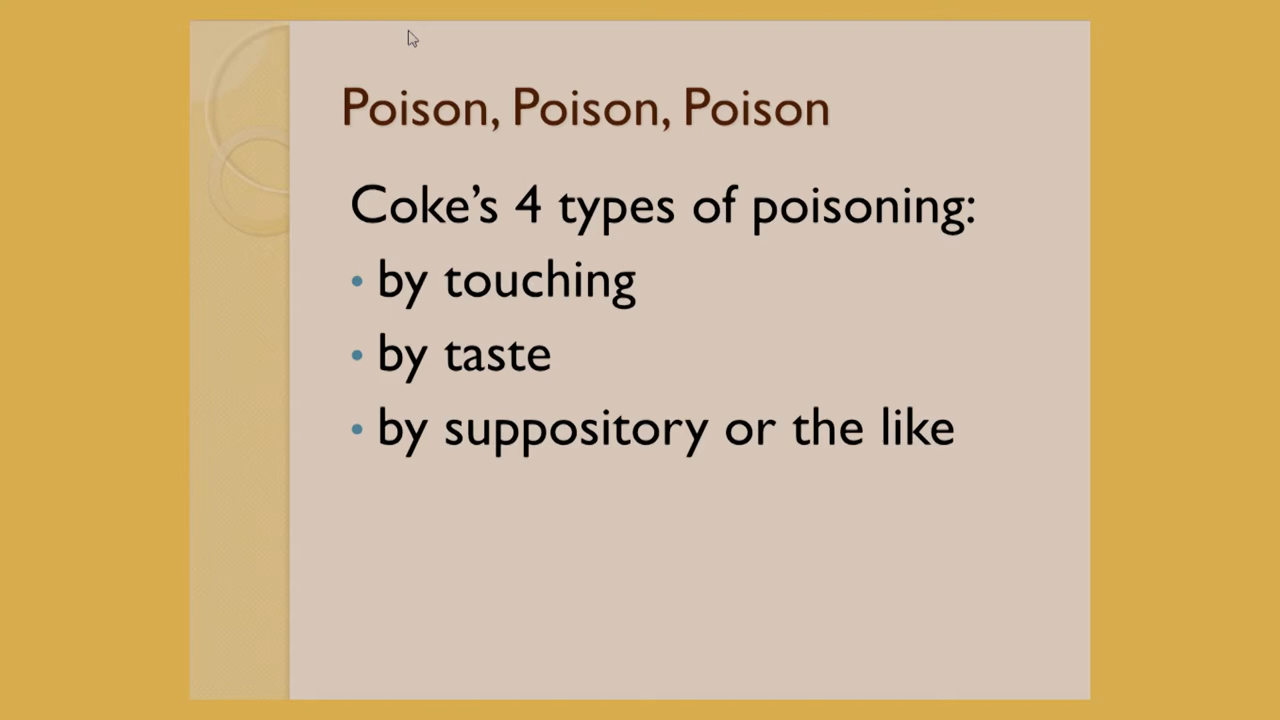 Poison, Poison, Poison
Coke’s 4 types of poisoning:
• by touching
• by taste
• by suppository or the like